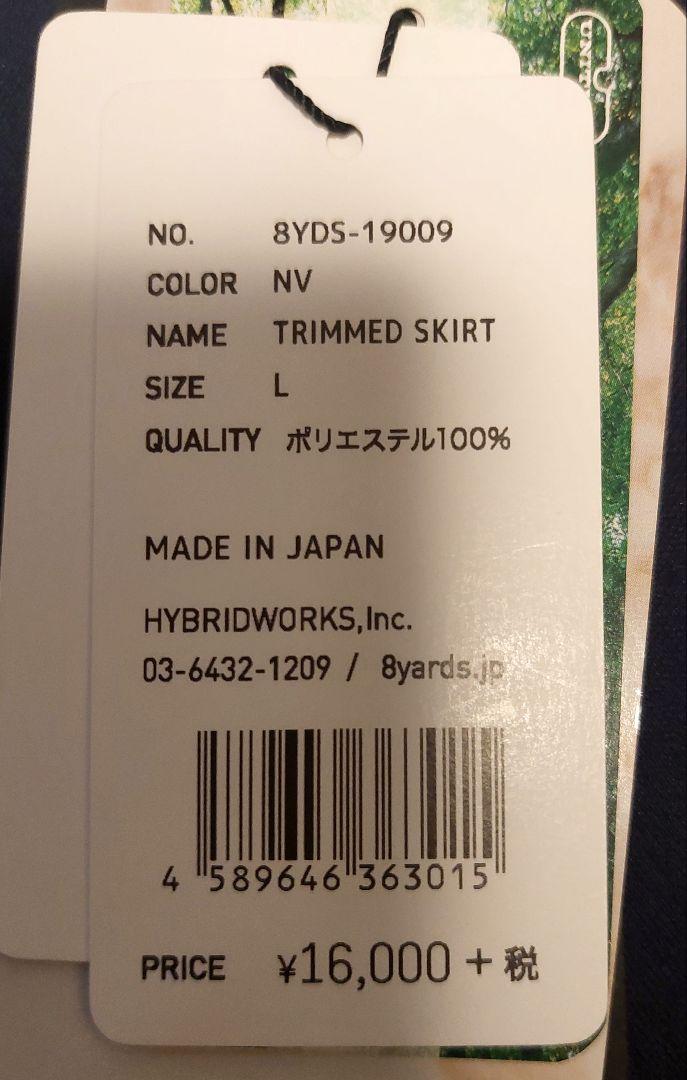 NO. 8YDS-19009
COLOR NV
NAME TRIMMED SKIRT
SIZE L
QUALITY ポリエステル100%
MADE IN JAPAN
HYBRIDWORKS,Inc.
03-6432-1209 / 8yards.jp
4 589646 363015
PRICE ¥16,000 + 税